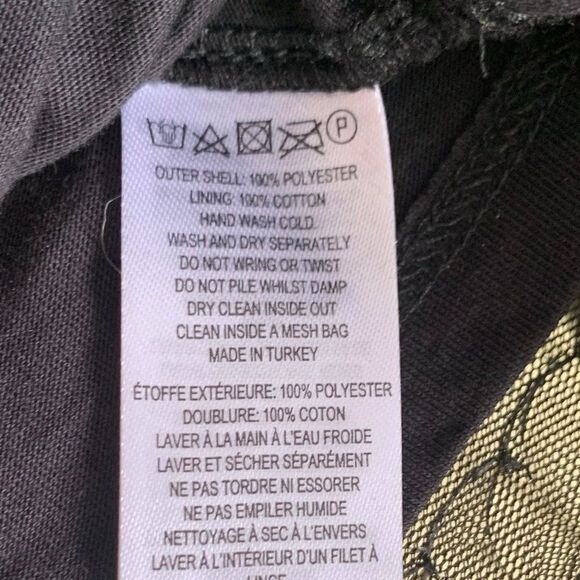 P
OUTER SHELL: 100% POLYESTER
LINING: 100% COTTON
HAND WASH COLD.
WASH AND DRY SEPARATELY
DO NOT WRING OR TWIST
DO NOT PILE WHILST DAMP
DRY CLEAN INSIDE OUT
CLEAN INSIDE A MESH BAG
MADE IN TURKEY
ÉTOFFE EXTÉRIEURE: 100% POLYESTER
DOUBLURE: 100% COTON
LAVER À LA MAIN À L'EAU FROIDE
LAVER ET SÉCHER SÉPARÉMENT
NE PAS TORDRE NI ESSORER
NE PAS EMPILER HUMIDE
NETTOYAGE À SEC À L'ENVERS
LAVER À L'INTÉRIEUR D'UN FILET À